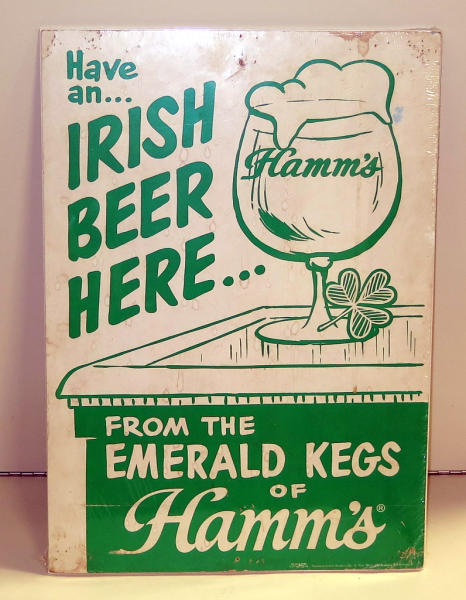 Have
an...
IRISH
BEER
HERE...
Hamm's
FROM THE
EMERALD KEGS
OF
Hamm's®